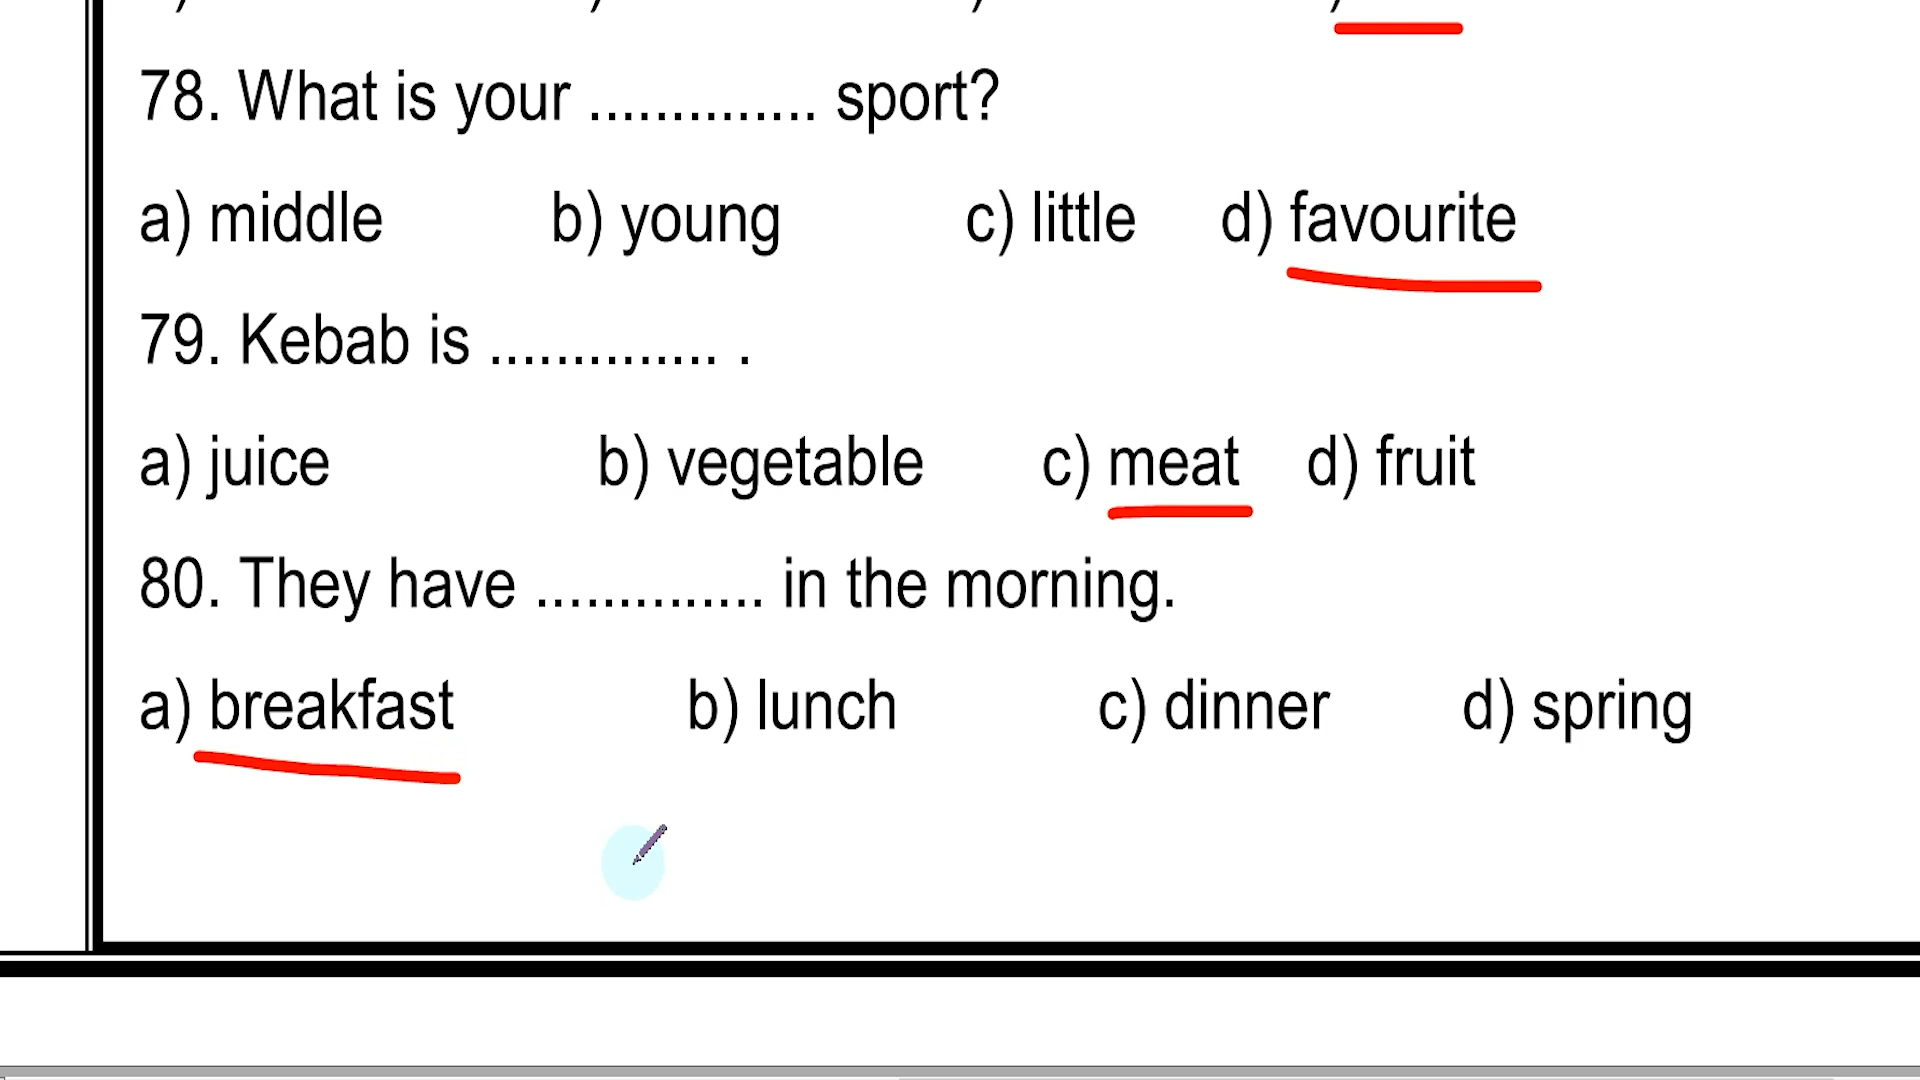 78. What is your .............. sport?
a) middle b) young c) little d) favourite
79. Kebab is .............. .
a) juice b) vegetable c) meat d) fruit
80. They have .............. in the morning.
a) breakfast b) lunch c) dinner d) spring